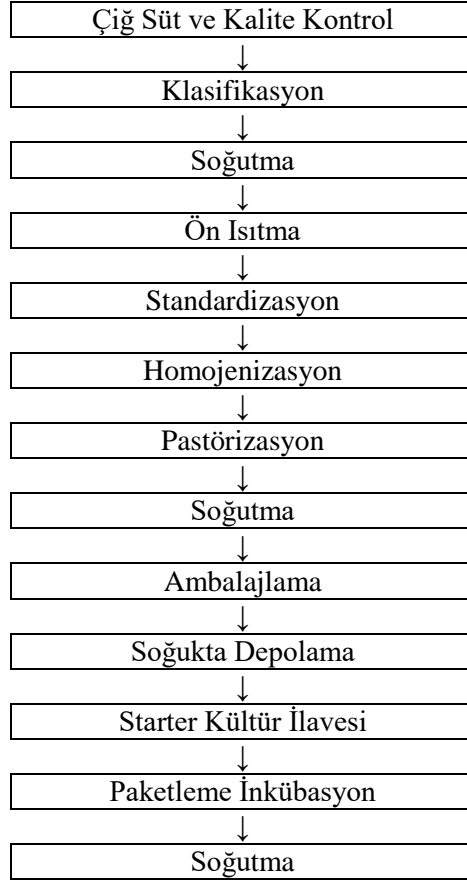 Çiğ Süt ve Kalite Kontrol
↓
Klasifikasyon
↓
Soğutma
↓
Ön Isıtma
↓
Standardizasyon
↓
Homojenizasyon
↓
Pastörizasyon
↓
Soğutma
↓
Ambalajlama
↓
Soğukta Depolama
↓
Starter Kültür İlavesi
↓
Paketleme İnkübasyon
↓
Soğutma